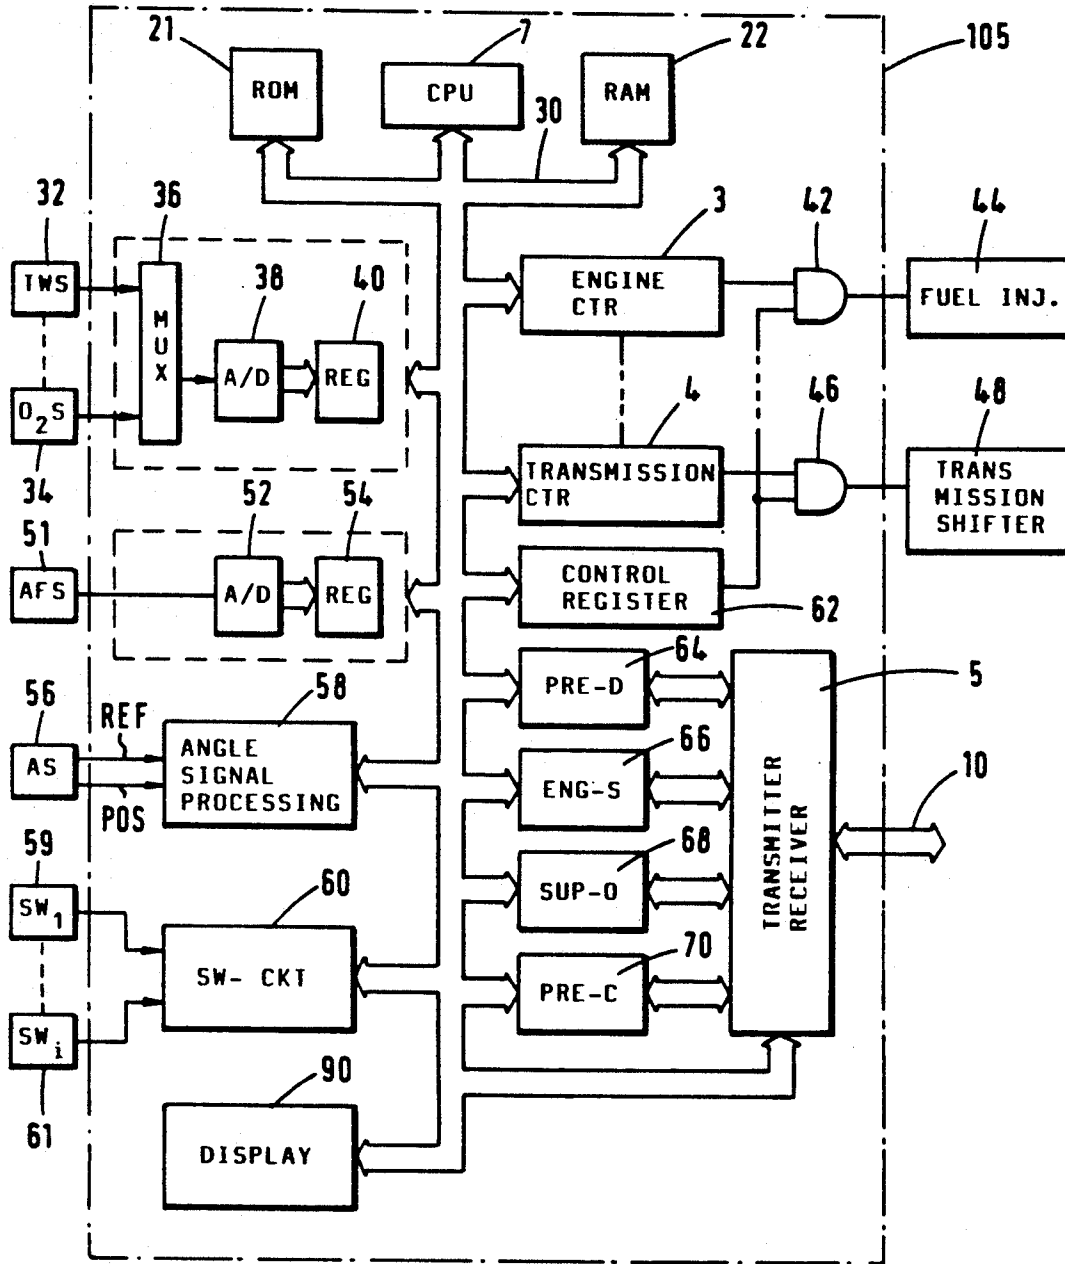 21
7
22
105
ROM
CPU
RAM
30
32
36
3
42
44
38
40
TWS
MUX
ENGINE
CTR
FUEL INJ.
A/D
REG
O2S
4
46
48
34
TRANSMISSION
CTR
TRANS
MISSION
SHIFTER
51
52
54
AFS
A/D
REG
CONTROL
REGISTER
62
64
5
56
REF
58
PRE-D
AS
ANGLE
SIGNAL
PROCESSING
POS
66
10
ENG-S
TRANSMITTER
RECEIVER
59
60
68
SW1
SUP-O
SW- CKT
70
PRE-C
SWi
61
90
DISPLAY